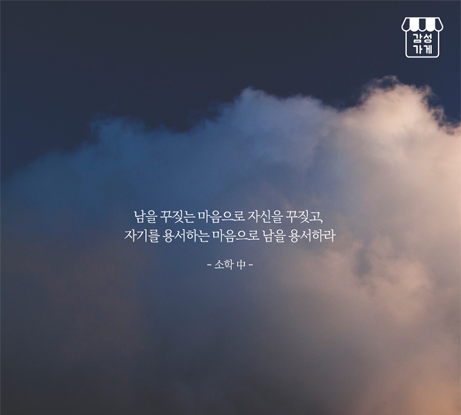 감성
가게
남을 꾸짖는 마음으로 자신을 꾸짖고,
자기를 용서하는 마음으로 남을 용서하라
- 소학 中 -